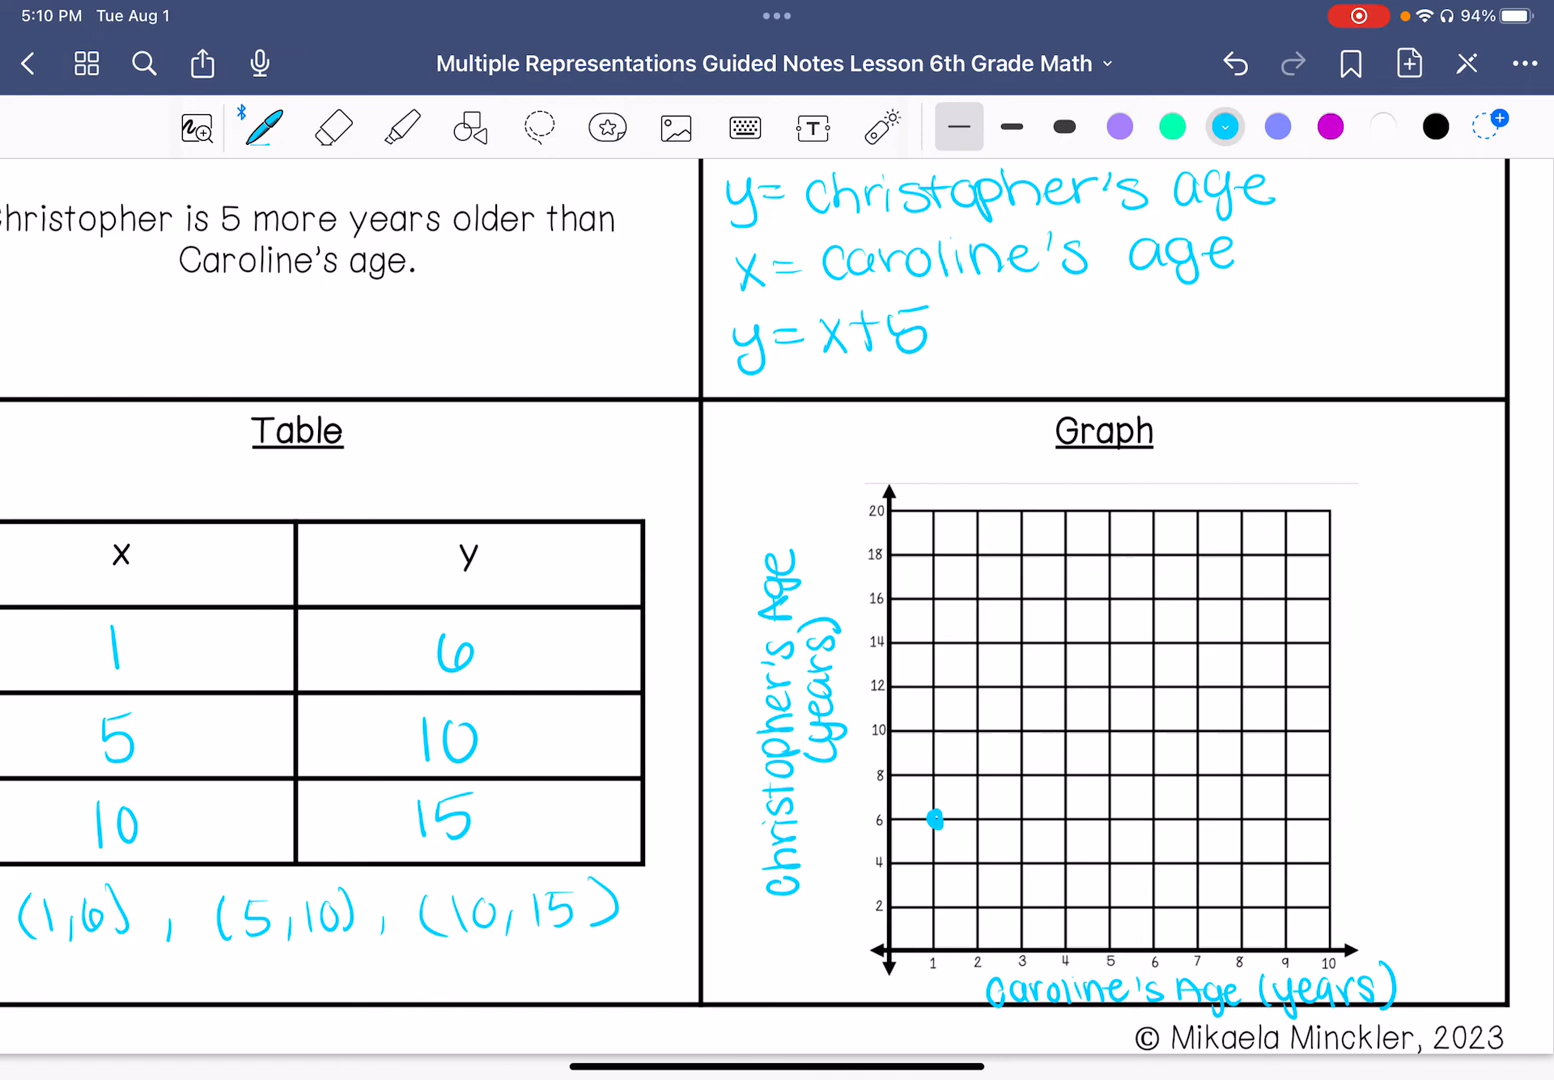 5:10 PM Tue Aug 1
94%
Multiple Representations Guided Notes Lesson 6th Grade Math
T
hristopher is 5 more years older than
Caroline's age.
y= christopher's age
x= caroline's age
y= x+5
Table
x y
1 6
5 10
10 15
(1,6) , (5,10) , (10,15)
Graph
Christopher's Age
(years)
20
18
16
14
12
10
8
6
4
2
1 2 3 4 5 6 7 8 9 10
Caroline's Age (years)
© Mikaela Minckler, 2023